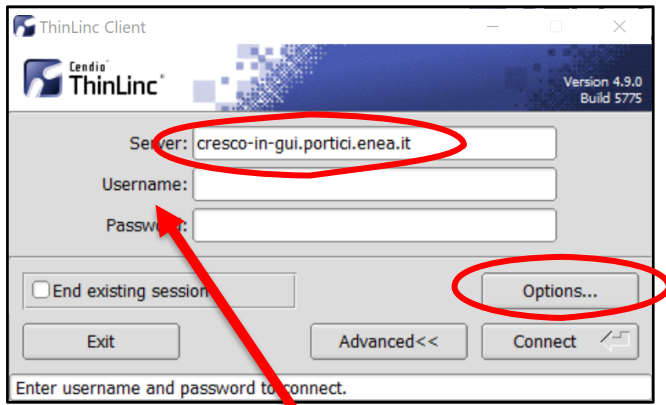 ThinLinc Client
Cendio
ThinLinc
Version 4.9.0
Build 5775
Server: cresco-in-gui.portici.enea.it
Username:
Password:
End existing session
Options...
Exit
Advanced<<
Connect
Enter username and password to connect.